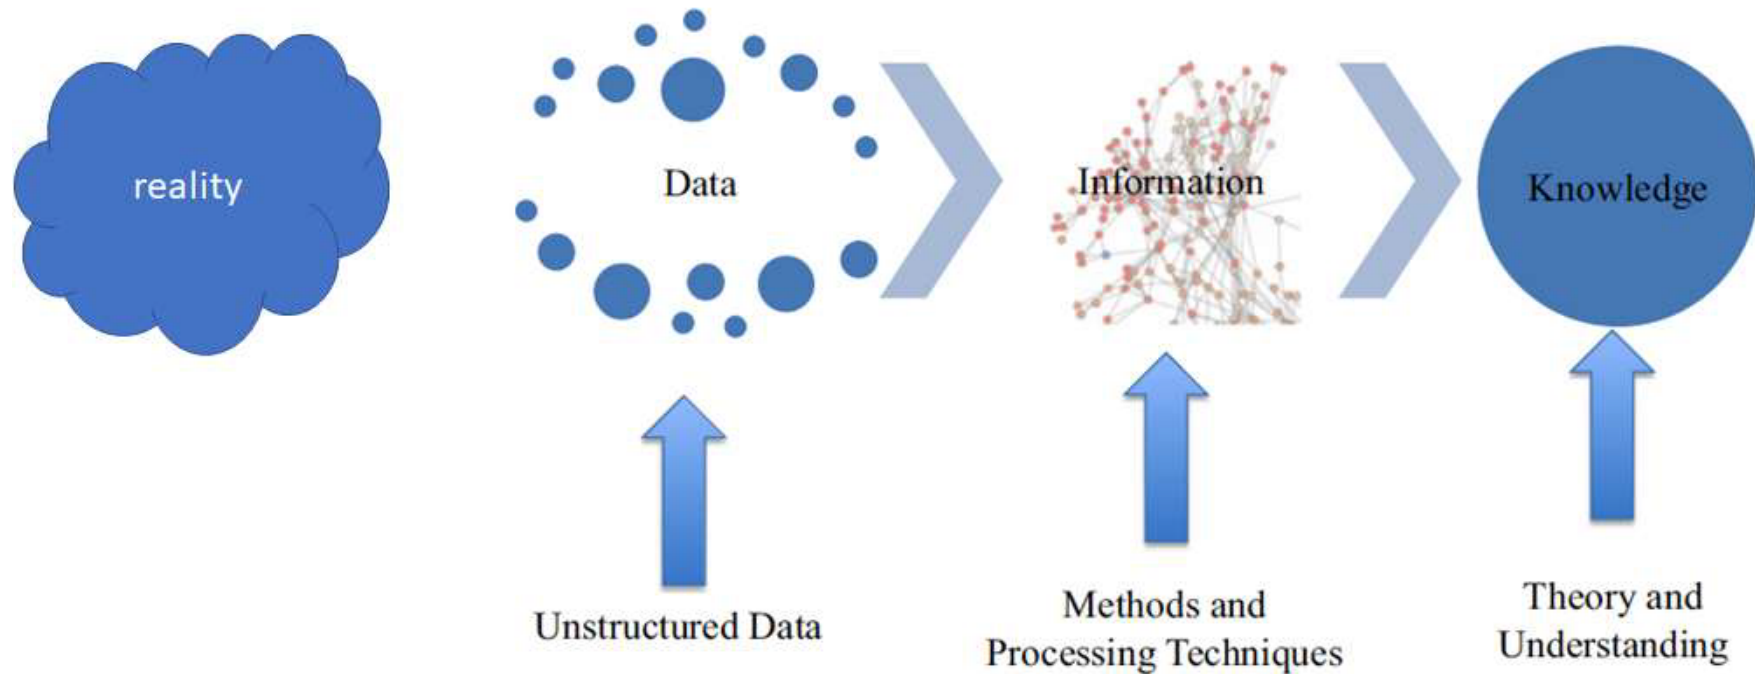 reality
Data
Information
Knowledge
Unstructured Data
Methods and
Processing Techniques
Theory and
Understanding